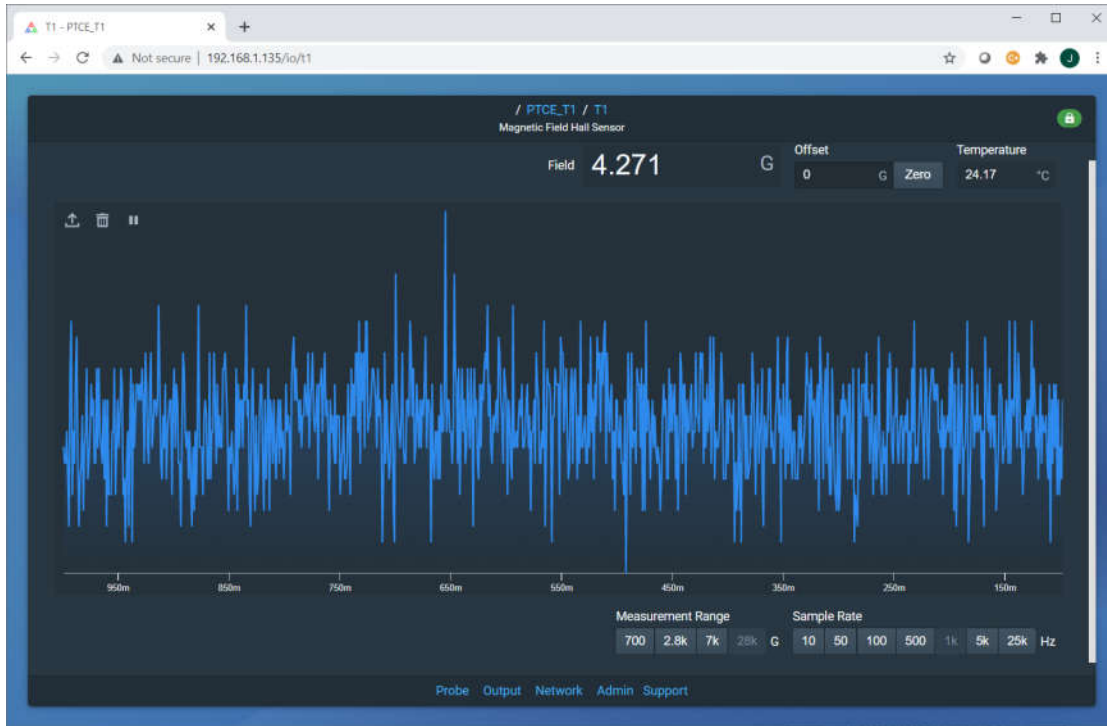 T1 - PTCE_T1
Not secure | 192.168.1.135/io/t1
J
/ PTCE_T1 / T1
Magnetic Field Hall Sensor
Field 4.271 G
Offset
0 G Zero
Temperature
24.17 °C
950m 850m 750m 650m 550m 450m 350m 250m 150m
Measurement Range
700 2.8k 7k 28k G
Sample Rate
10 50 100 500 1k 5k 25k Hz
Probe Output Network Admin Support